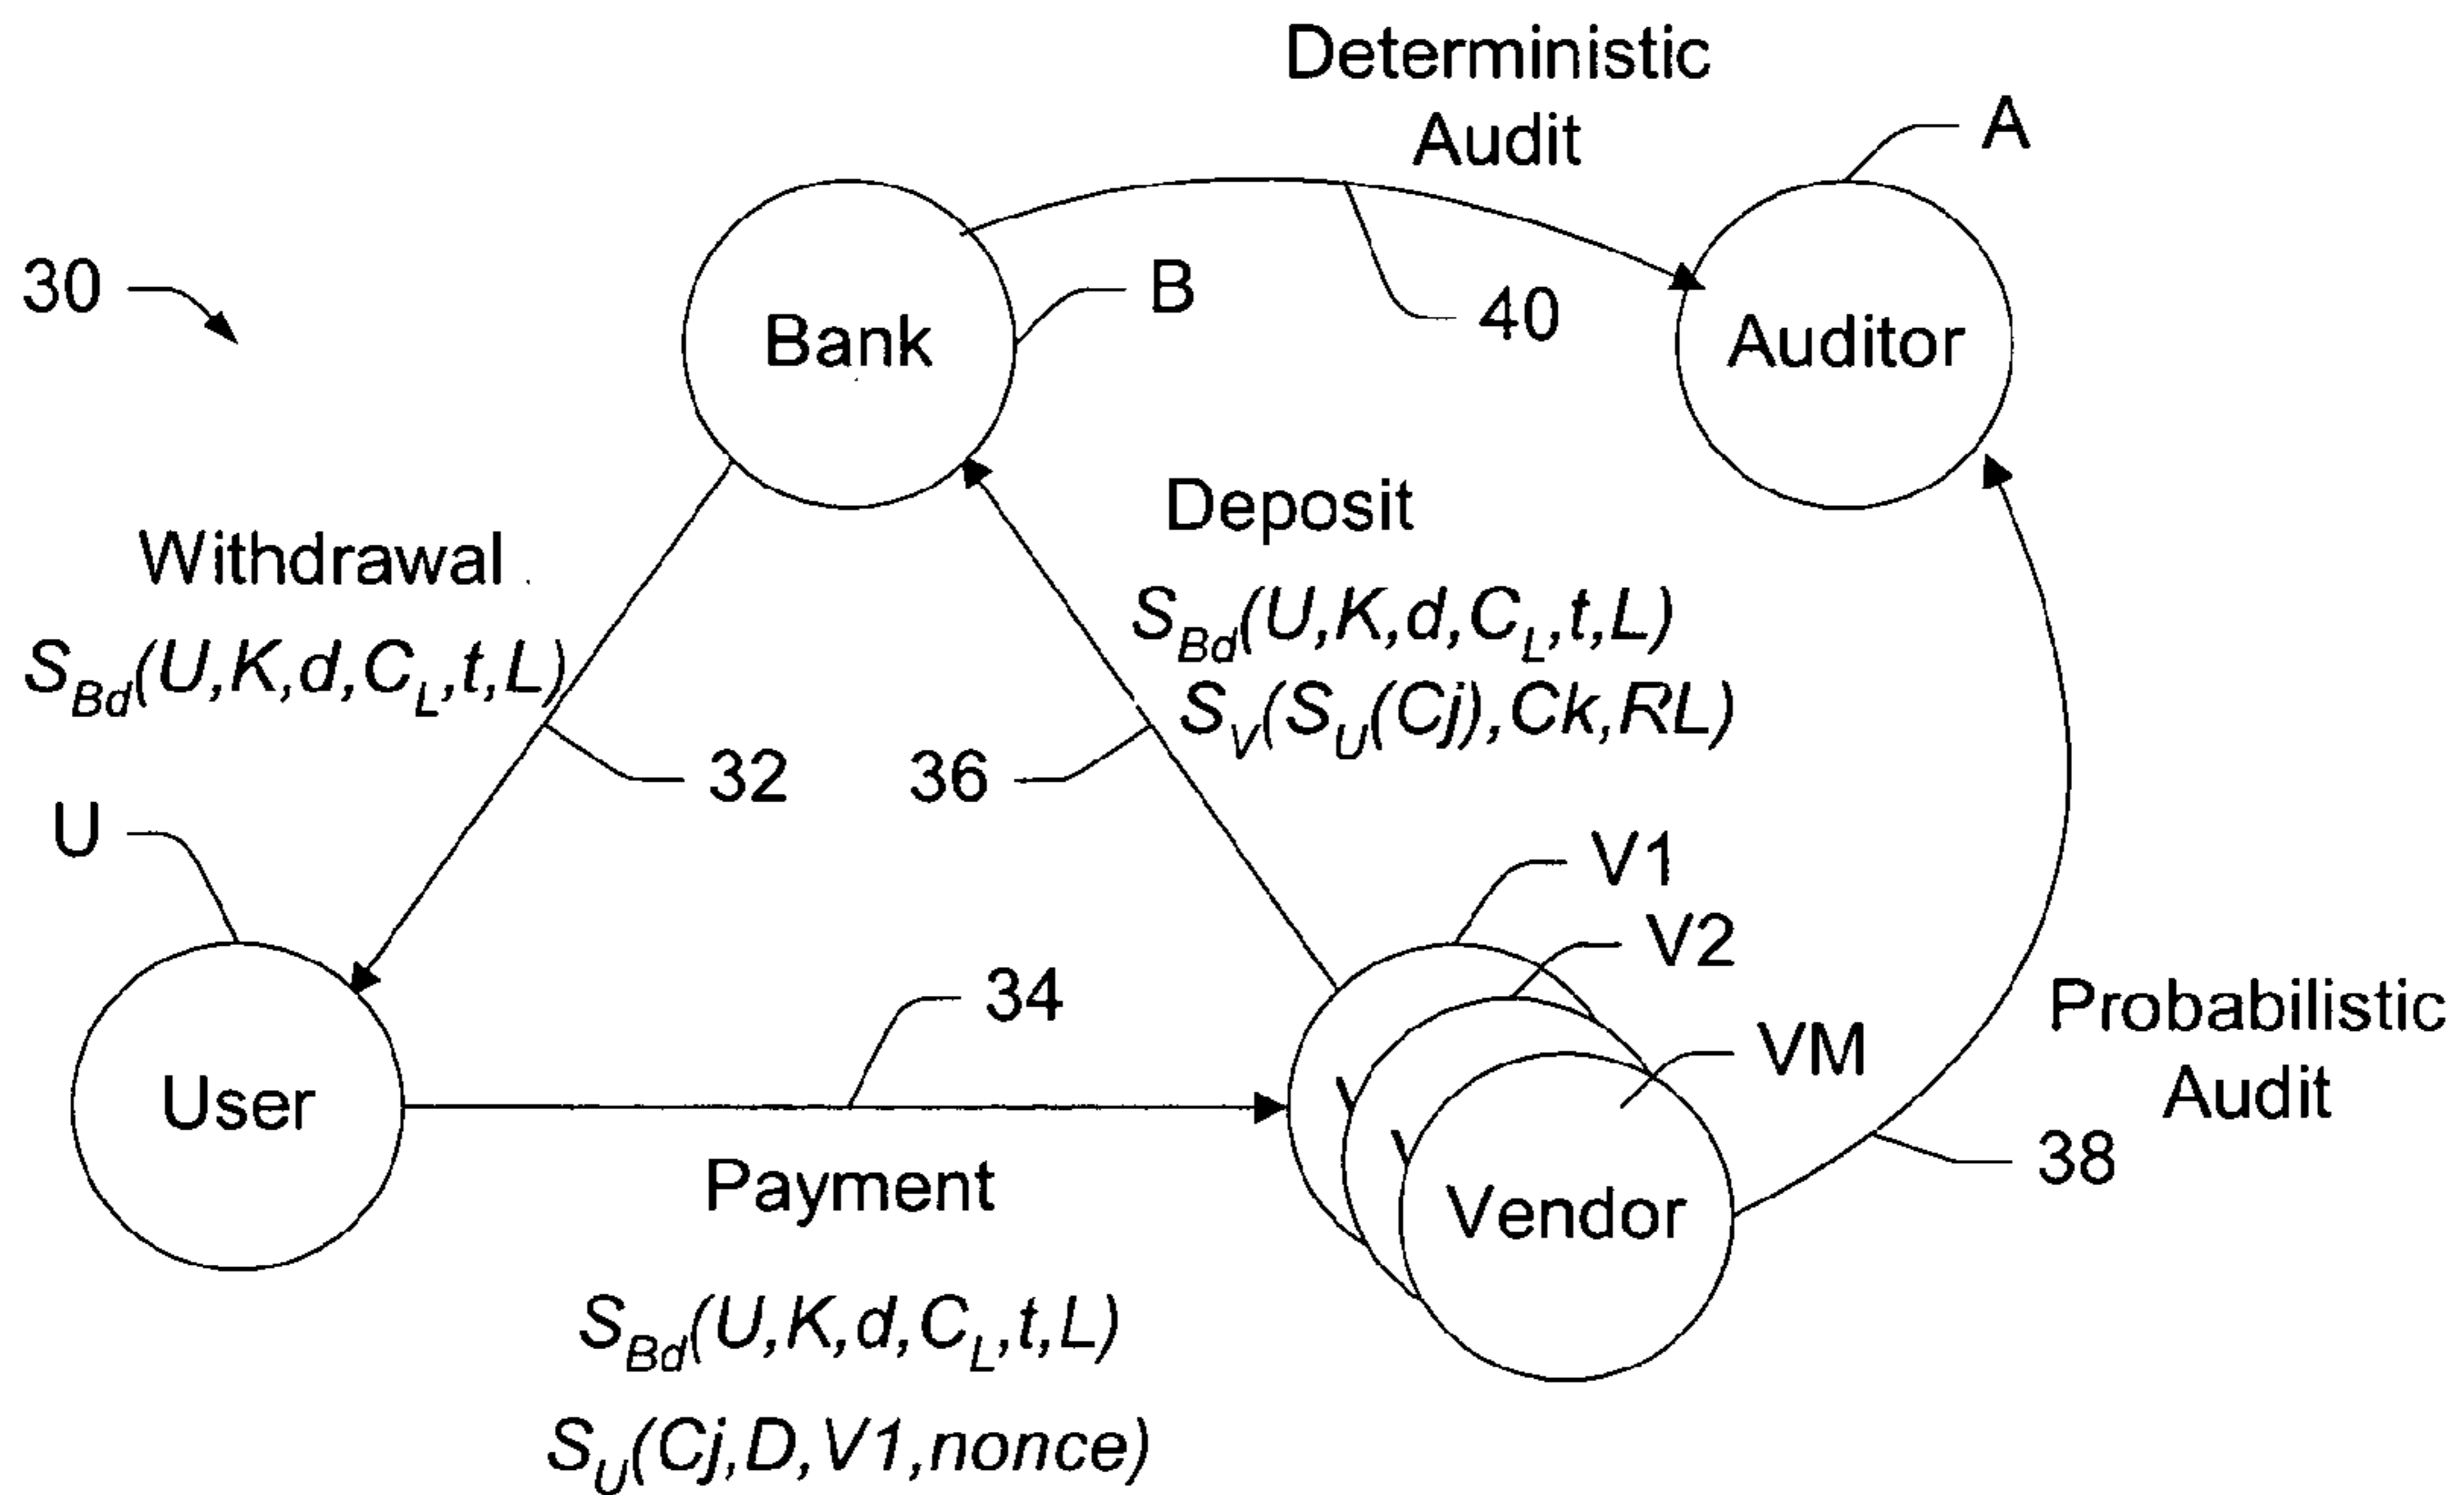 Deterministic
Audit
A
30
B
Bank
40
Auditor
Withdrawal
S_Bd(U,K,d,C_L,t,L)
Deposit
S_Bd(U,K,d,C_L,t,L)
S_V(S_U(Cj),Ck,RL)
32
36
U
V1
V2
34
VM
Probabilistic
Audit
User
V
V
Vendor
38
Payment
S_Bd(U,K,d,C_L,t,L)
S_U(Cj,D,V1,nonce)